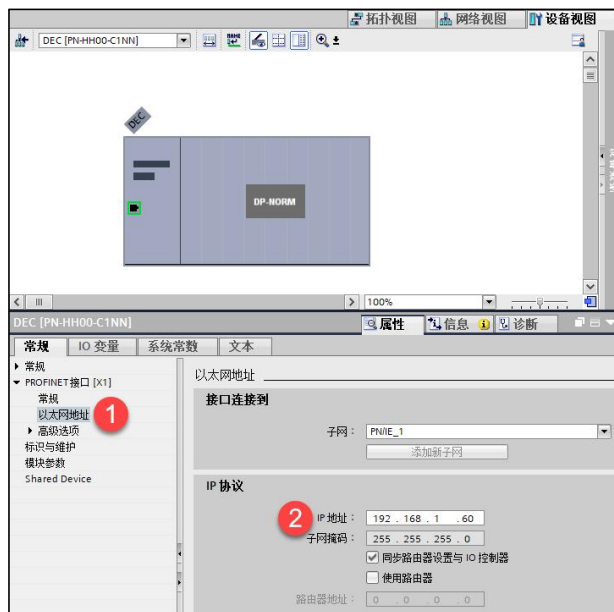 拓扑视图 网络视图 设备视图
DEC [PN-HH00-C1NN]
DEC
DP-NORM
100%
DEC [PN-HH00-C1NN] 属性 信息 诊断
常规 IO 变量 系统常数 文本
常规
PROFINET接口 [X1]
常规
以太网地址
1
高级选项
标识与维护
模块参数
Shared Device
以太网地址
接口连接到
子网: PN/IE_1
添加新子网
IP 协议
2
IP 地址: 192 . 168 . 1 . 60
子网掩码: 255 . 255 . 255 . 0
同步路由器设置与 IO 控制器
使用路由器
路由器地址: 0 . 0 . 0 . 0